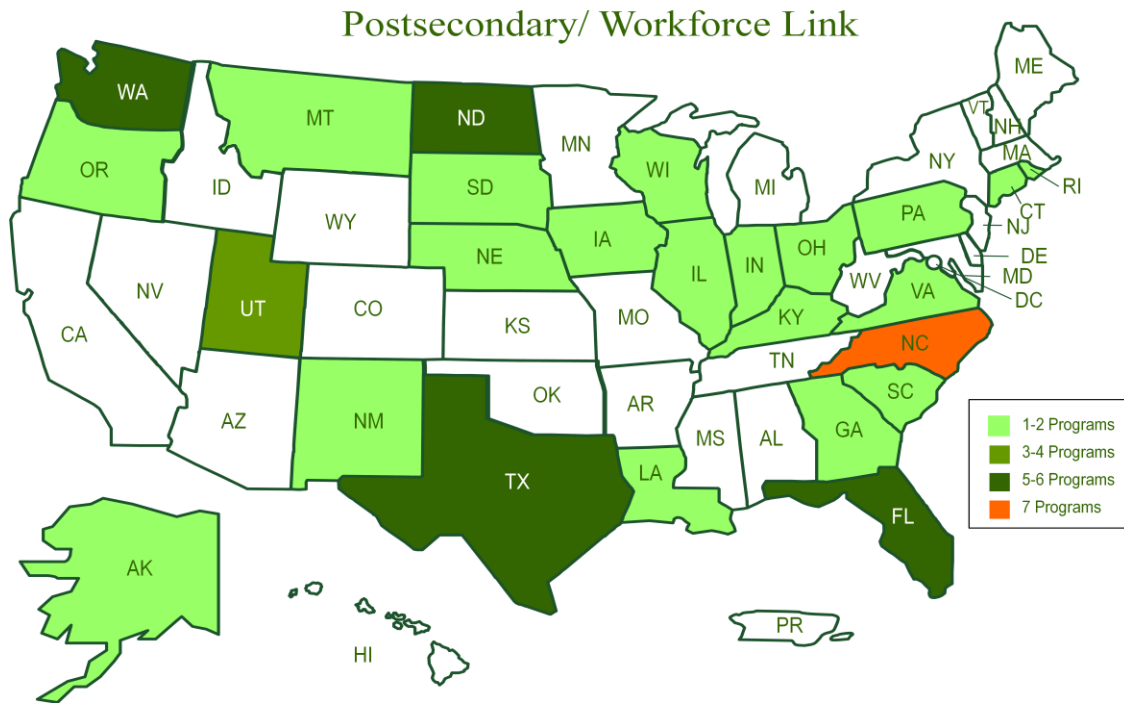 Postsecondary/ Workforce Link
WA
MT
ND
MN
ME
VT
NH
MA
RI
CT
NY
OR
ID
SD
WI
MI
WY
PA
NJ
IA
NE
OH
DE
MD
DC
IL
IN
WV
VA
NV
UT
CO
KS
MO
KY
CA
NC
TN
SC
AZ
NM
OK
AR
MS
AL
GA
TX
LA
FL
1-2 Programs
3-4 Programs
5-6 Programs
7 Programs
AK
HI
PR